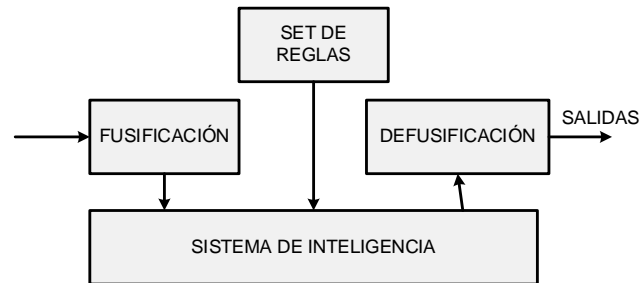 SET DE
REGLAS
FUSIFICACIÓN
DEFUSIFICACIÓN
SALIDAS
SISTEMA DE INTELIGENCIA